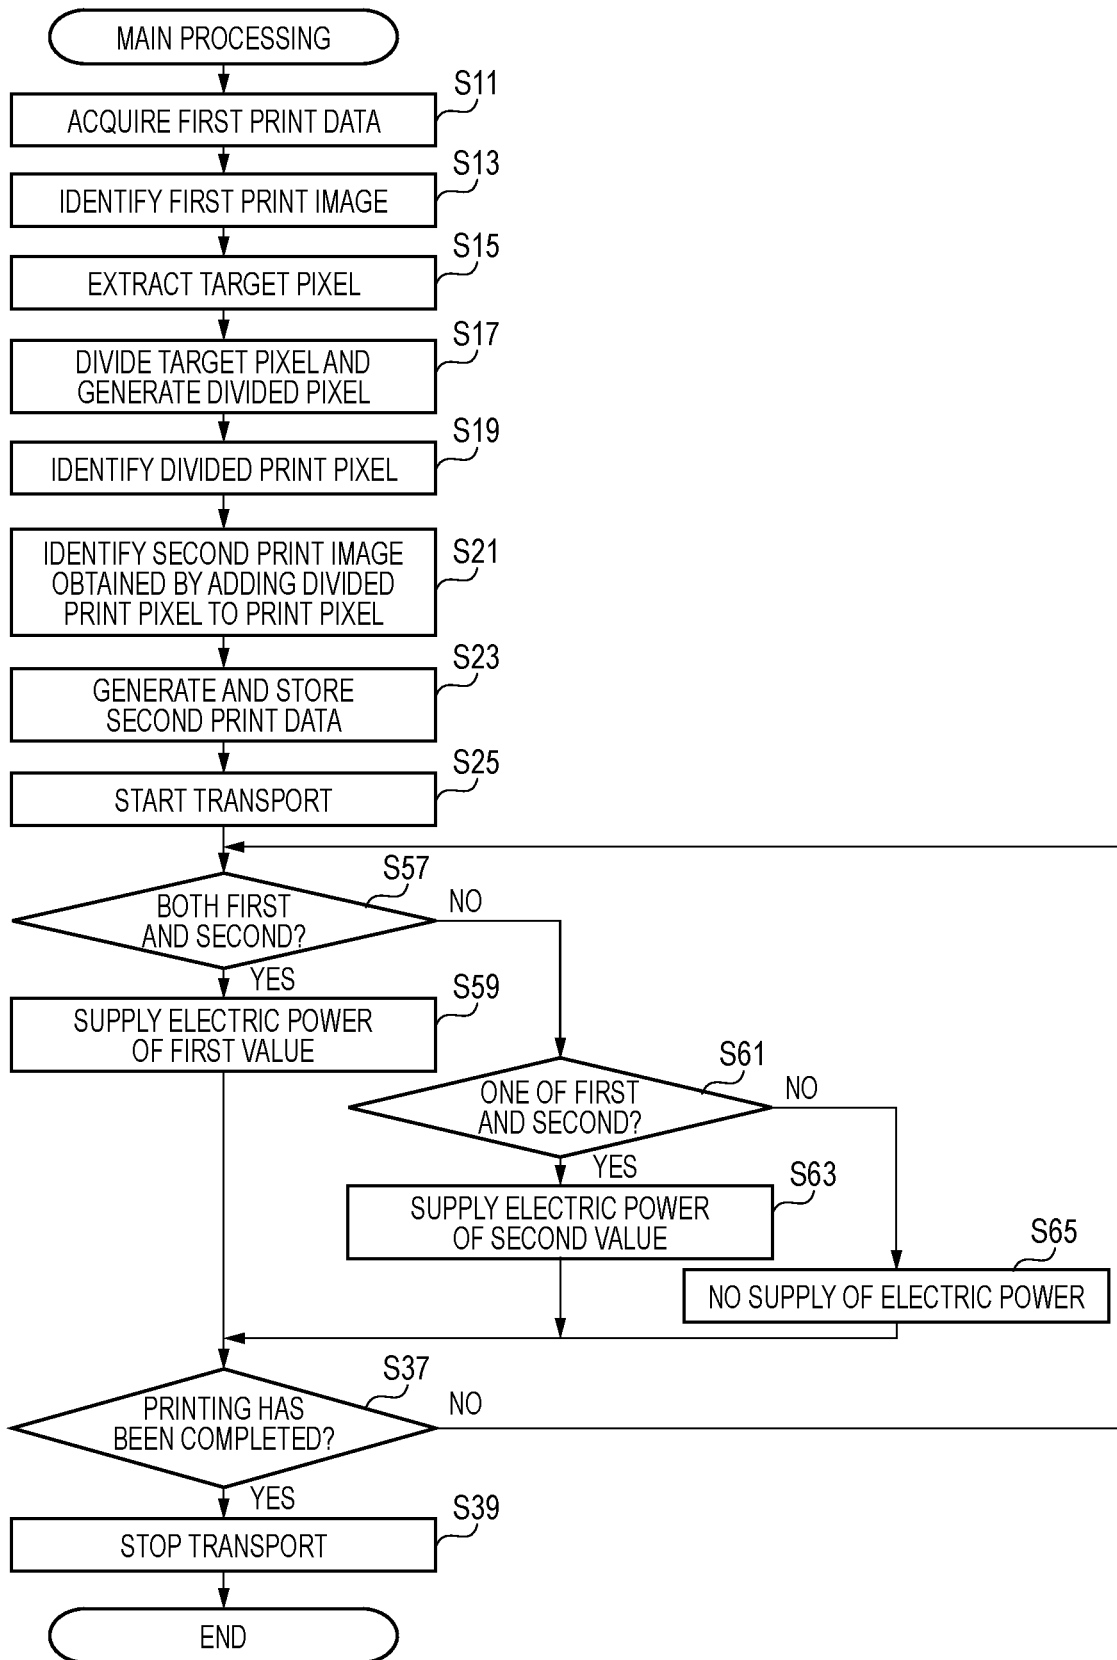 MAIN PROCESSING
S11
ACQUIRE FIRST PRINT DATA
S13
IDENTIFY FIRST PRINT IMAGE
S15
EXTRACT TARGET PIXEL
S17
DIVIDE TARGET PIXEL AND
GENERATE DIVIDED PIXEL
S19
IDENTIFY DIVIDED PRINT PIXEL
S21
IDENTIFY SECOND PRINT IMAGE
OBTAINED BY ADDING DIVIDED
PRINT PIXEL TO PRINT PIXEL
S23
GENERATE AND STORE
SECOND PRINT DATA
S25
START TRANSPORT
S57
BOTH FIRST
AND SECOND?
NO
YES
S59
SUPPLY ELECTRIC POWER
OF FIRST VALUE
S61
ONE OF FIRST
AND SECOND?
NO
YES
S63
SUPPLY ELECTRIC POWER
OF SECOND VALUE
S65
NO SUPPLY OF ELECTRIC POWER
S37
PRINTING HAS
BEEN COMPLETED?
NO
YES
S39
STOP TRANSPORT
END